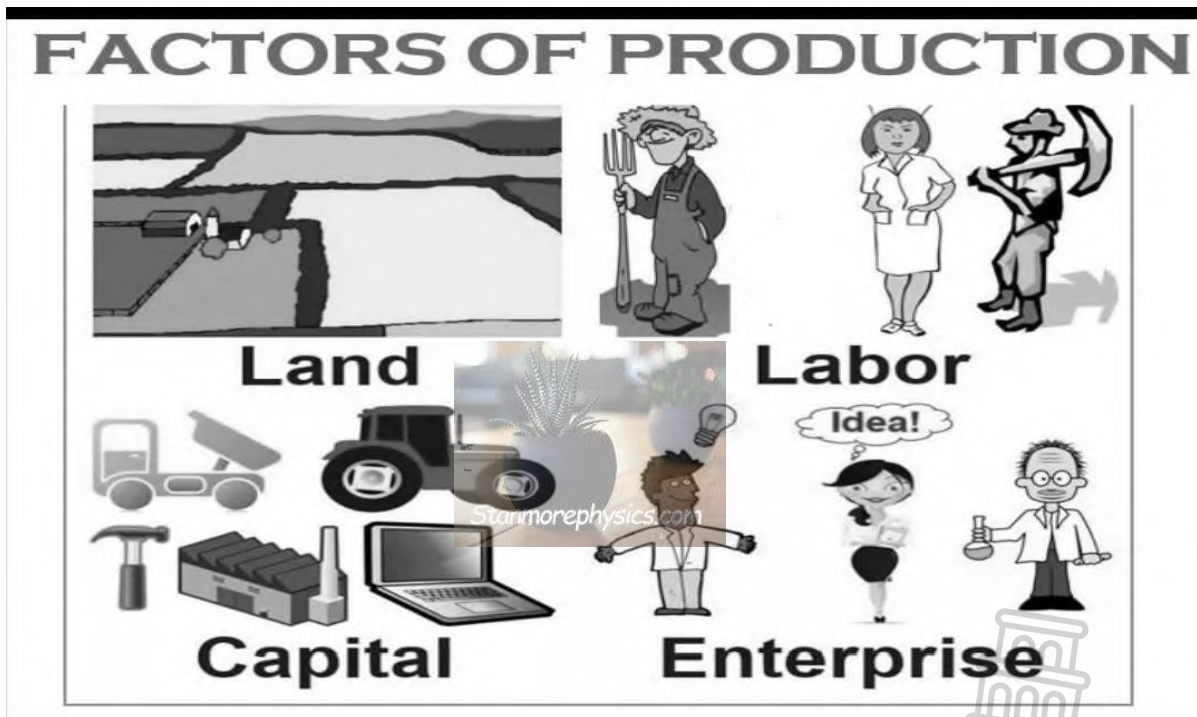 FACTORS OF PRODUCTION
Land
Labor
Idea!
Stanmorephysics.com
Capital
Enterprise